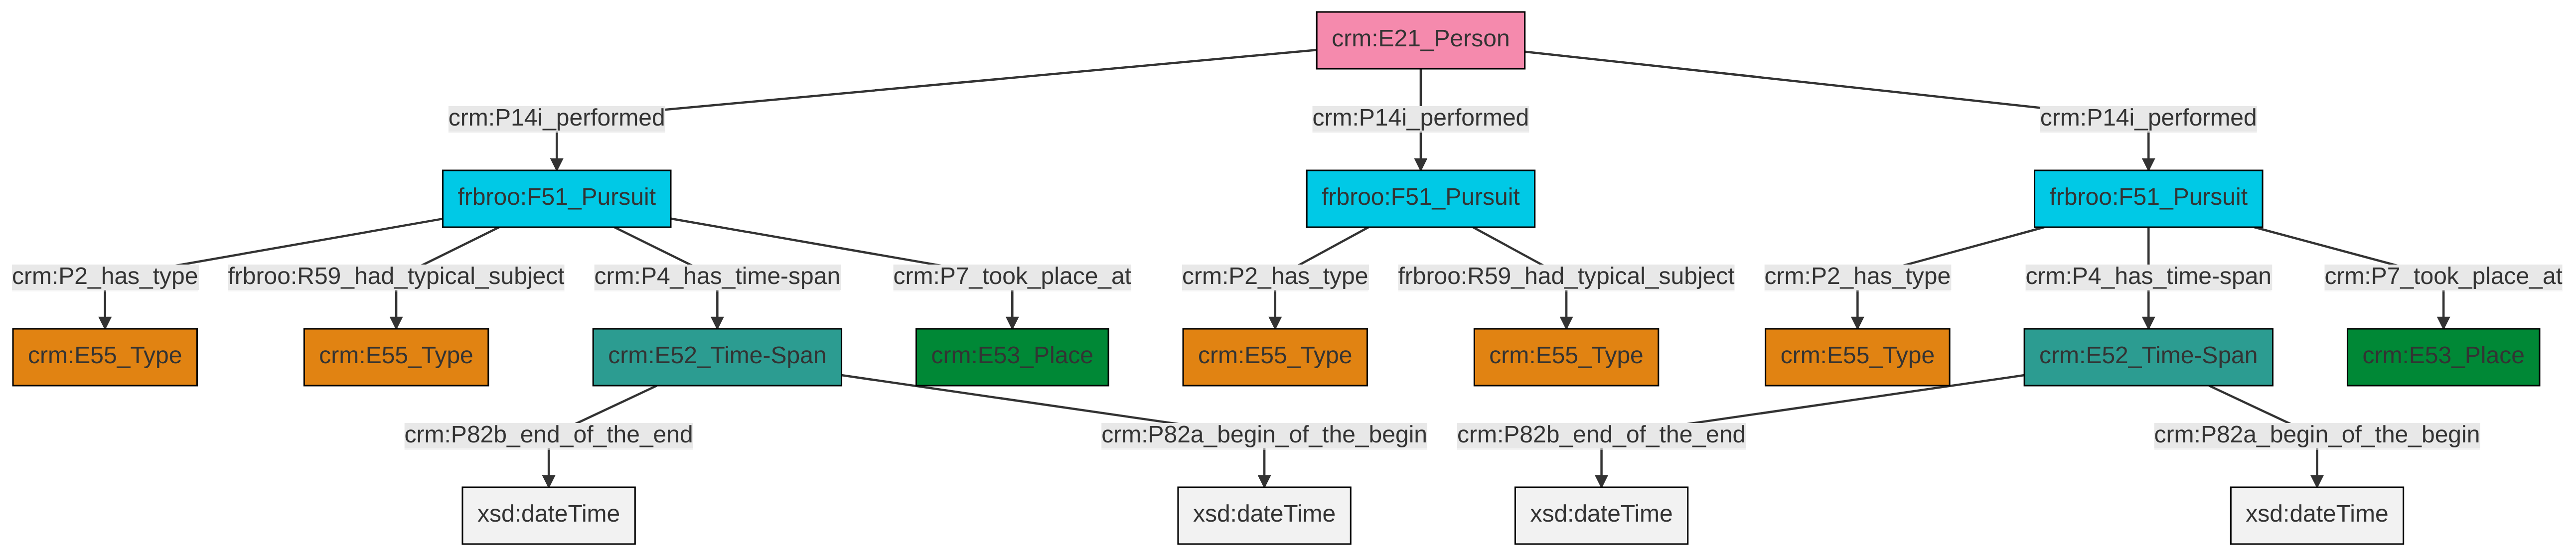 crm:E21_Person
crm:P14i_performed crm:P14i_performed crm:P14i_performed
frbroo:F51_Pursuit frbroo:F51_Pursuit frbroo:F51_Pursuit
crm:P2_has_type frbroo:R59_had_typical_subject crm:P4_has_time-span crm:P7_took_place_at crm:P2_has_type frbroo:R59_had_typical_subject crm:P2_has_type crm:P4_has_time-span crm:P7_took_place_at
crm:E55_Type crm:E55_Type crm:E52_Time-Span crm:E53_Place crm:E55_Type crm:E55_Type crm:E55_Type crm:E52_Time-Span crm:E53_Place
crm:P82b_end_of_the_end crm:P82a_begin_of_the_begin crm:P82b_end_of_the_end crm:P82a_begin_of_the_begin
xsd:dateTime xsd:dateTime xsd:dateTime xsd:dateTime